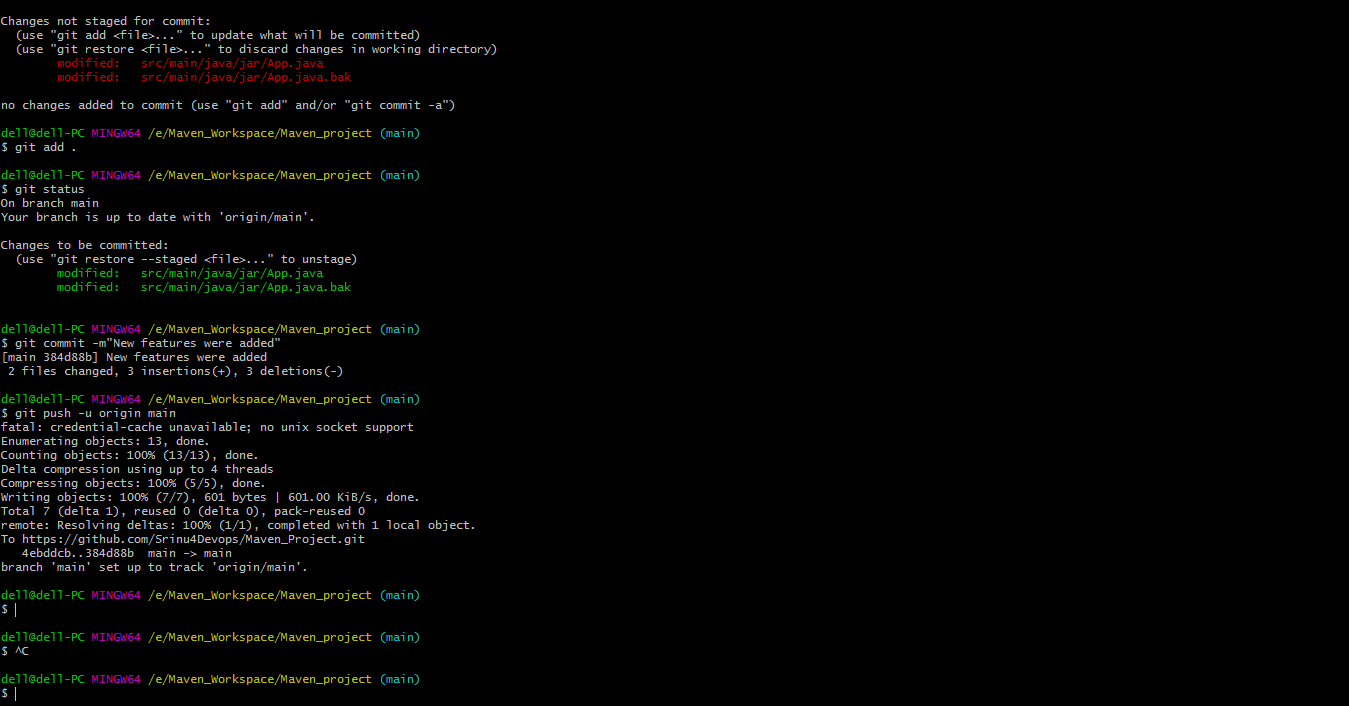 Changes not staged for commit:
  (use "git add <file>..." to update what will be committed)
  (use "git restore <file>..." to discard changes in working directory)
        modified:   src/main/java/jar/App.java
        modified:   src/main/java/jar/App.java.bak

no changes added to commit (use "git add" and/or "git commit -a")

dell@dell-PC MINGW64 /e/Maven_Workspace/Maven_project (main)
$ git add .

dell@dell-PC MINGW64 /e/Maven_Workspace/Maven_project (main)
$ git status
On branch main
Your branch is up to date with 'origin/main'.

Changes to be committed:
  (use "git restore --staged <file>..." to unstage)
        modified:   src/main/java/jar/App.java
        modified:   src/main/java/jar/App.java.bak


dell@dell-PC MINGW64 /e/Maven_Workspace/Maven_project (main)
$ git commit -m"New features were added"
[main 384d88b] New features were added
 2 files changed, 3 insertions(+), 3 deletions(-)

dell@dell-PC MINGW64 /e/Maven_Workspace/Maven_project (main)
$ git push -u origin main
fatal: credential-cache unavailable; no unix socket support
Enumerating objects: 13, done.
Counting objects: 100% (13/13), done.
Delta compression using up to 4 threads
Compressing objects: 100% (5/5), done.
Writing objects: 100% (7/7), 601 bytes | 601.00 KiB/s, done.
Total 7 (delta 1), reused 0 (delta 0), pack-reused 0
remote: Resolving deltas: 100% (1/1), completed with 1 local object.
To https://github.com/Srinu4Devops/Maven_Project.git
   4ebddcb..384d88b  main -> main
branch 'main' set up to track 'origin/main'.

dell@dell-PC MINGW64 /e/Maven_Workspace/Maven_project (main)
$

dell@dell-PC MINGW64 /e/Maven_Workspace/Maven_project (main)
$ ^C

dell@dell-PC MINGW64 /e/Maven_Workspace/Maven_project (main)
$